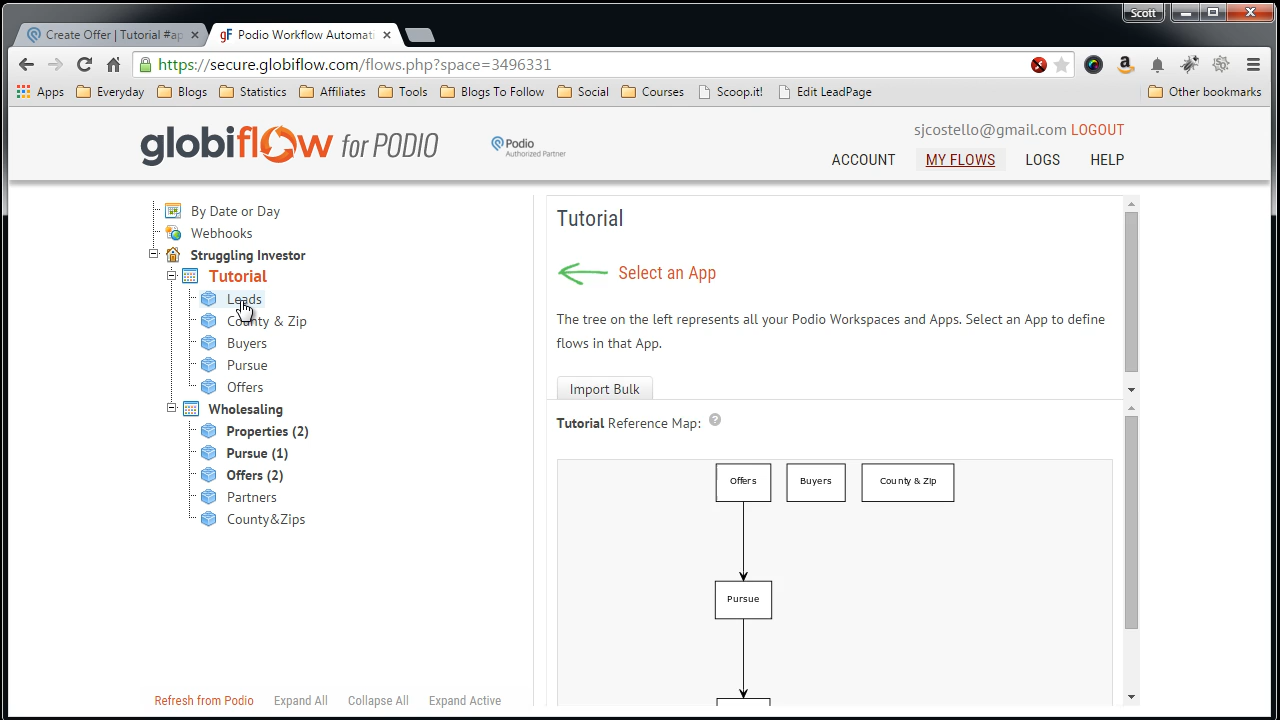 Scott
Create Offer | Tutorial #ap
Podio Workflow Automat
https://secure.globiflow.com/flows.php?space=3496331
Apps
Everyday
Blogs
Statistics
Affiliates
Tools
Blogs To Follow
Social
Courses
Scoop.it!
Edit LeadPage
Other bookmarks
globiflow for PODIO
Podio
Authorized Partner
sjcostello@gmail.com LOGOUT
ACCOUNT
MY FLOWS
LOGS
HELP
By Date or Day
Webhooks
Struggling Investor
Tutorial
Leads
County & Zip
Buyers
Pursue
Offers
Wholesaling
Properties (2)
Pursue (1)
Offers (2)
Partners
County&Zips
Refresh from Podio
Expand All
Collapse All
Expand Active
Tutorial
Select an App
The tree on the left represents all your Podio Workspaces and Apps. Select an App to define
flows in that App.
Import Bulk
Tutorial Reference Map:
Offers
Buyers
County & Zip
Pursue